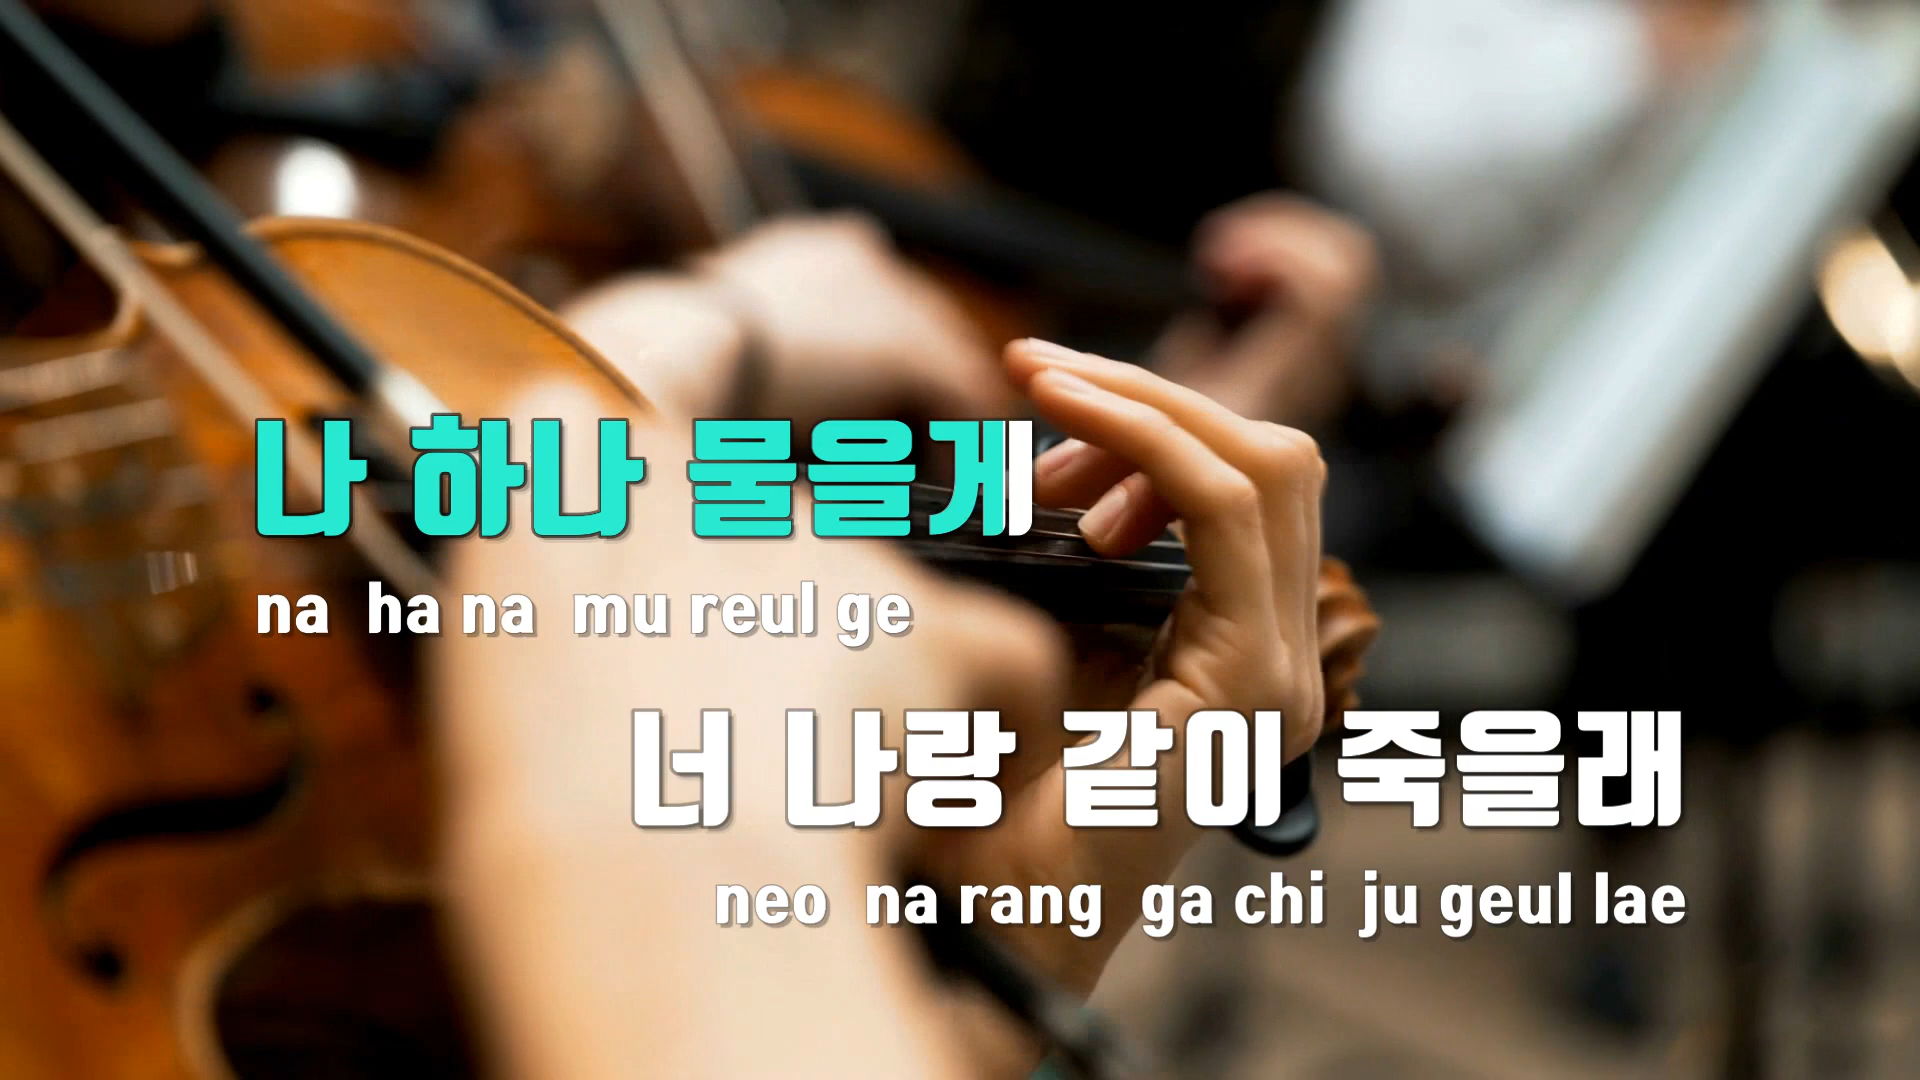 나 하나 물을게
na ha na mu reul ge
너 나랑 같이 죽을래
neo na rang ga chi ju geul lae